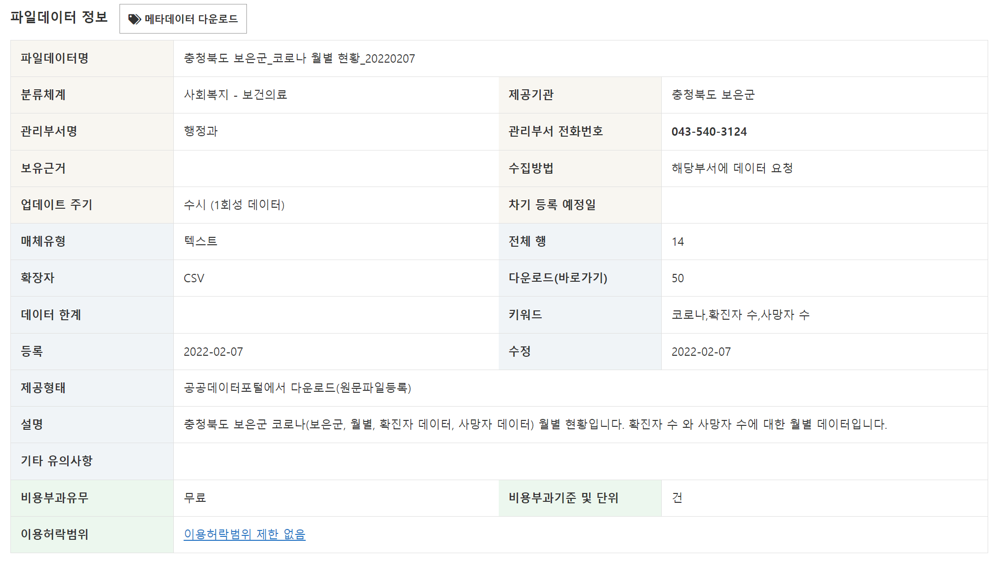 파일데이터 정보 메타데이터 다운로드
파일데이터명 충청북도 보은군_코로나 월별 현황_20220207
분류체계 사회복지 - 보건의료 제공기관 충청북도 보은군
관리부서명 행정과 관리부서 전화번호 043-540-3124
보유근거 수집방법 해당부서에 데이터 요청
업데이트 주기 수시 (1회성 데이터) 차기 등록 예정일
매체유형 텍스트 전체 행 14
확장자 CSV 다운로드(바로가기) 50
데이터 한계 키워드 코로나,확진자 수,사망자 수
등록 2022-02-07 수정 2022-02-07
제공형태 공공데이터포털에서 다운로드(원문파일등록)
설명 충청북도 보은군 코로나(보은군, 월별, 확진자 데이터, 사망자 데이터) 월별 현황입니다. 확진자 수 와 사망자 수에 대한 월별 데이터입니다.
기타 유의사항
비용부과유무 무료 비용부과기준 및 단위 건
이용허락범위 이용허락범위 제한 없음